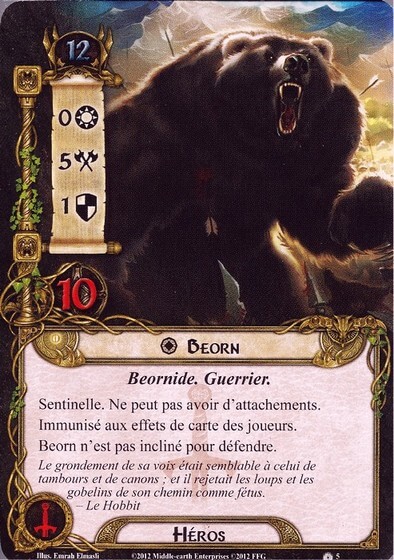 12
0
5
1
10
Beorn
Beornide. Guerrier.
Sentinelle. Ne peut pas avoir d'attachements.
Immunisé aux effets de carte des joueurs.
Beorn n'est pas incliné pour défendre.
Le grondement de sa voix était semblable à celui de
tambours et de canons ; et il rejetait les loups et les
gobelins de son chemin comme fétus.
– Le Hobbit
Héros
Illus. Emrah Elmasli ©2012 Middle-earth Enterprises ©2012 FFG 5